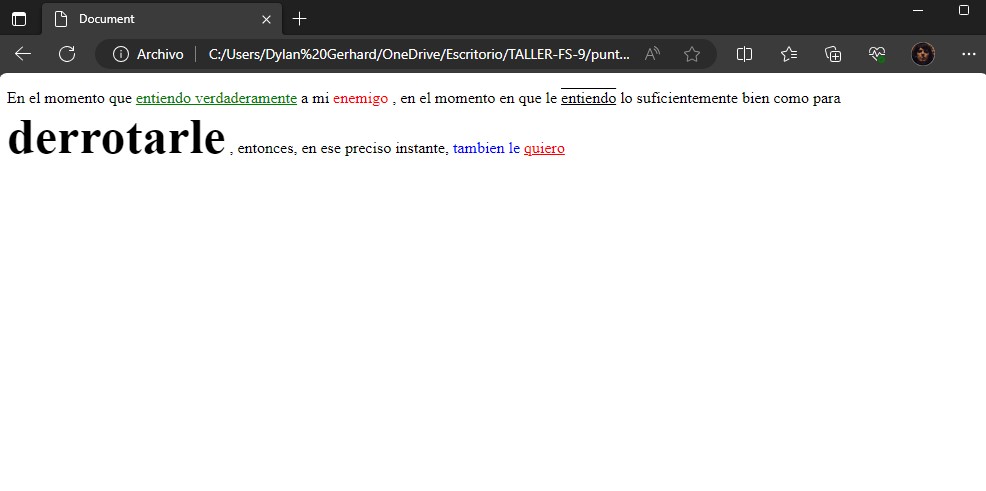 Document
Archivo C:/Users/Dylan%20Gerhard/OneDrive/Escritorio/TALLER-FS-9/punt...
En el momento que entiendo verdaderamente a mi enemigo , en el momento en que le entiendo lo suficientemente bien como para
derrotarle , entonces, en ese preciso instante, tambien le quiero